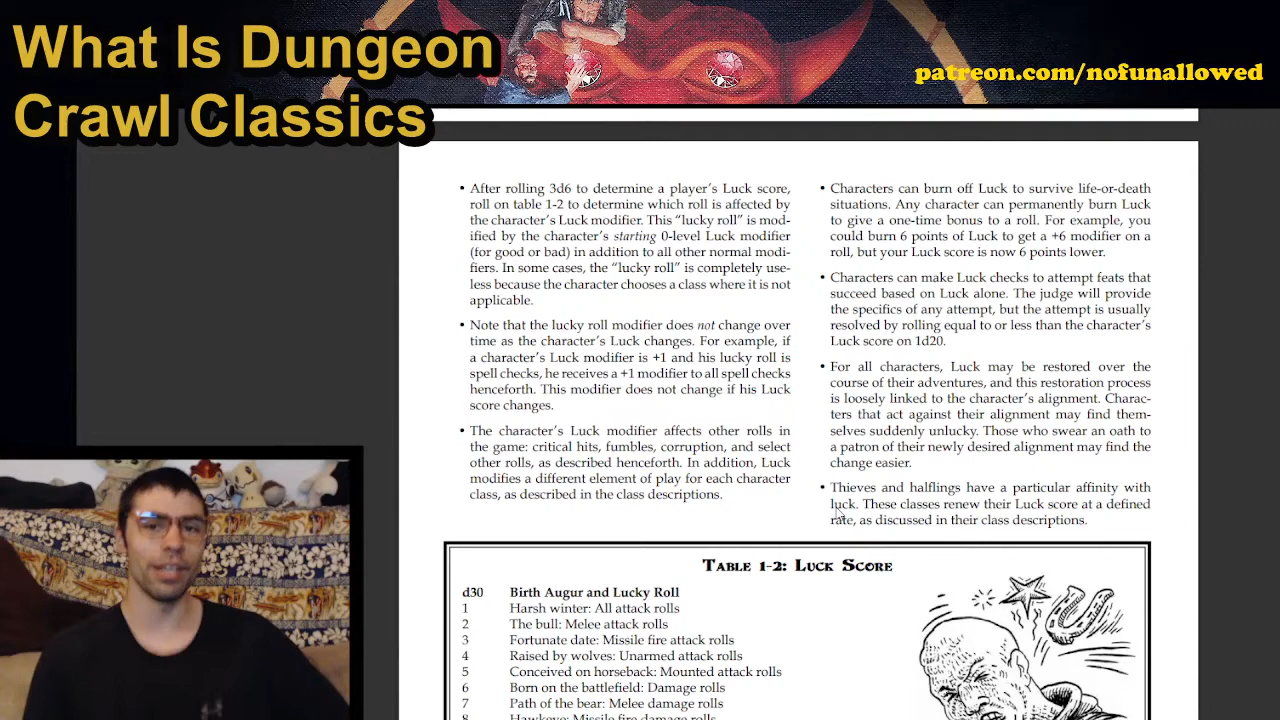 What Is Dungeon
Crawl Classics
patreon.com/nofunallowed
• After rolling 3d6 to determine a player's Luck score,
roll on table 1-2 to determine which roll is affected by
the character's Luck modifier. This “lucky roll” is mod-
ified by the character's starting 0-level Luck modifier
(for good or bad) in addition to all other normal modi-
fiers. In some cases, the “lucky roll” is completely use-
less because the character chooses a class where it is not
applicable.
• Note that the lucky roll modifier does not change over
time as the character's Luck changes. For example, if
a character's Luck modifier is +1 and his lucky roll is
spell checks, he receives a +1 modifier to all spell checks
henceforth. This modifier does not change if his Luck
score changes.
• The character's Luck modifier affects other rolls in
the game: critical hits, fumbles, corruption, and select
other rolls, as described henceforth. In addition, Luck
modifies a different element of play for each character
class, as described in the class descriptions.
• Characters can burn off Luck to survive life-or-death
situations. Any character can permanently burn Luck
to give a one-time bonus to a roll. For example, you
could burn 6 points of Luck to get a +6 modifier on a
roll, but your Luck score is now 6 points lower.
• Characters can make Luck checks to attempt feats that
succeed based on Luck alone. The judge will provide
the specifics of any attempt, but the attempt is usually
resolved by rolling equal to or less than the character's
Luck score on 1d20.
• For all characters, Luck may be restored over the
course of their adventures, and this restoration process
is loosely linked to the character's alignment. Charac-
ters that act against their alignment may find them-
selves suddenly unlucky. Those who swear an oath to
a patron of their newly desired alignment may find the
change easier.
• Thieves and halflings have a particular affinity with
luck. These classes renew their Luck score at a defined
rate, as discussed in their class descriptions.
Table 1-2: Luck Score
d30 Birth Augur and Lucky Roll
1 Harsh winter: All attack rolls
2 The bull: Melee attack rolls
3 Fortunate date: Missile fire attack rolls
4 Raised by wolves: Unarmed attack rolls
5 Conceived on horseback: Mounted attack rolls
6 Born on the battlefield: Damage rolls
7 Path of the bear: Melee damage rolls
8 Hawkeye: Missile fire damage rolls